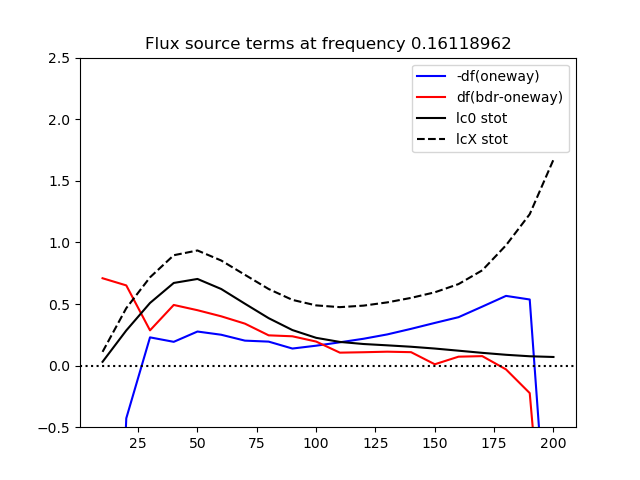 Flux source terms at frequency 0.16118962
2.5
2.0
1.5
1.0
0.5
0.0
−0.5
-df(oneway)
df(bdr-oneway)
lc0 stot
lcX stot
25 50 75 100 125 150 175 200